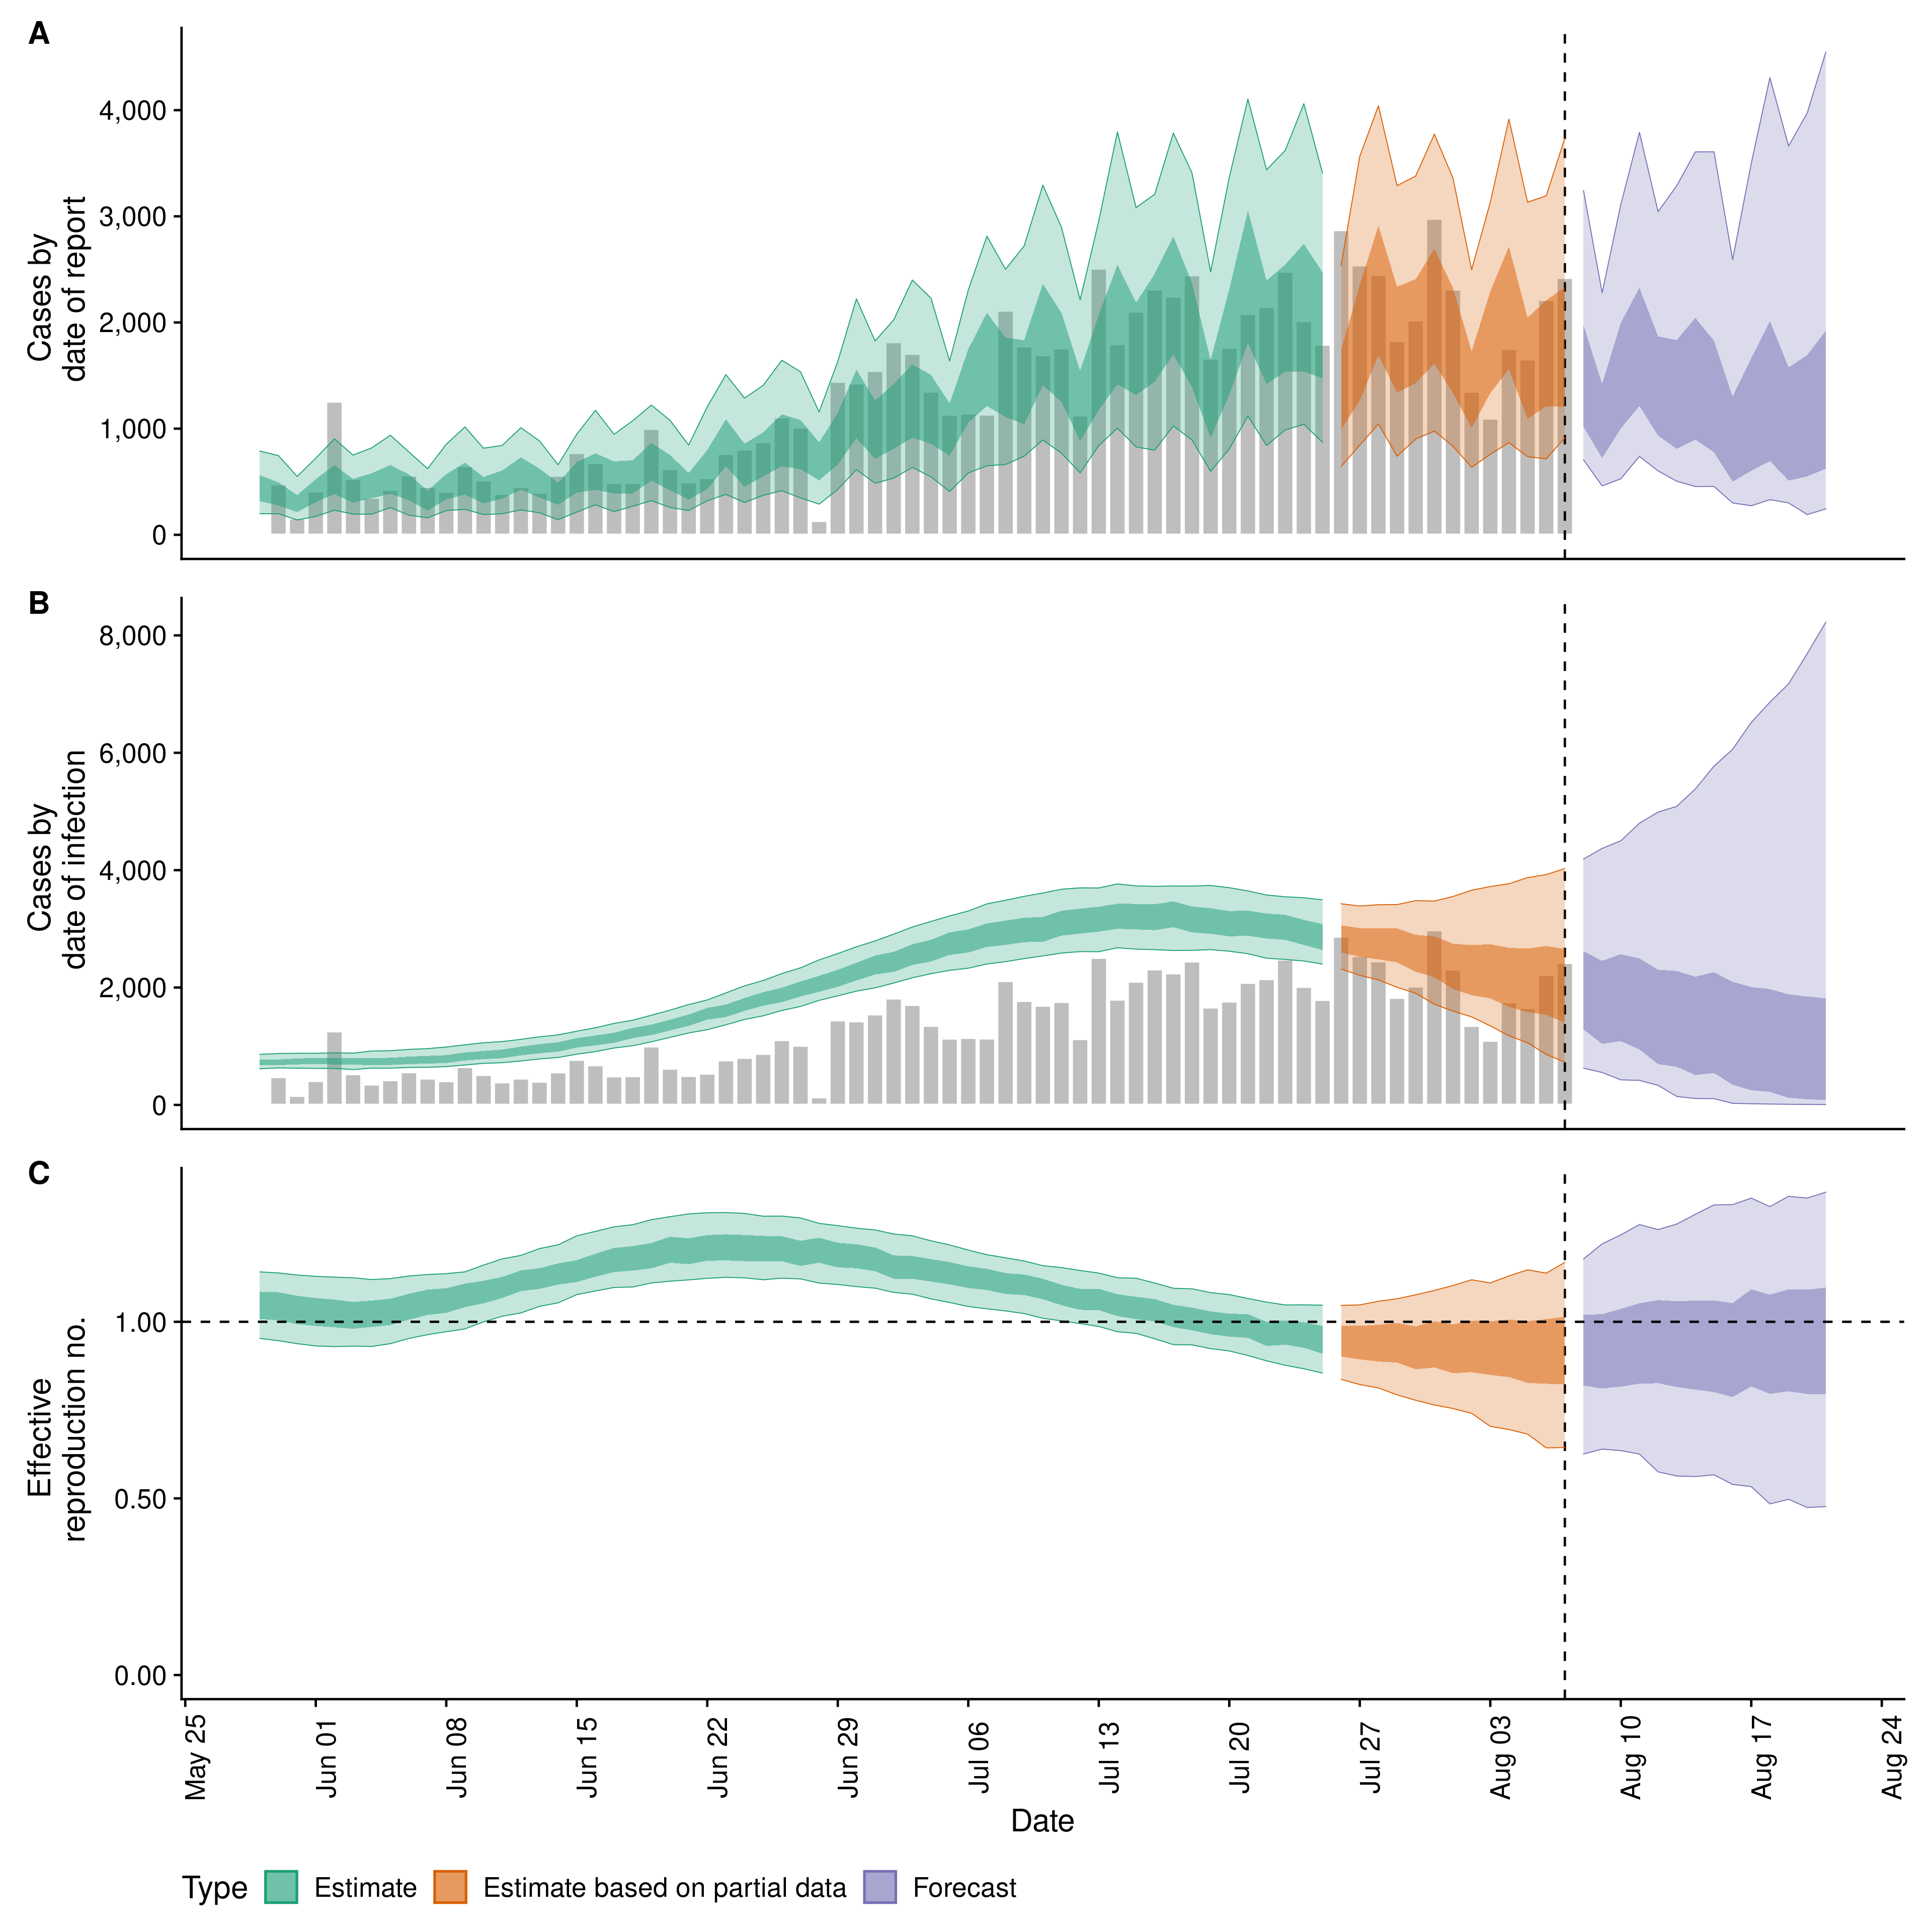 A
Cases by
date of report
4,000
3,000
2,000
1,000
0
B
Cases by
date of infection
8,000
6,000
4,000
2,000
0
C
Effective
reproduction no.
1.00
0.50
0.00
May 25
Jun 01
Jun 08
Jun 15
Jun 22
Jun 29
Jul 06
Jul 13
Jul 20
Jul 27
Aug 03
Aug 10
Aug 17
Aug 24
Date
Type Estimate Estimate based on partial data Forecast